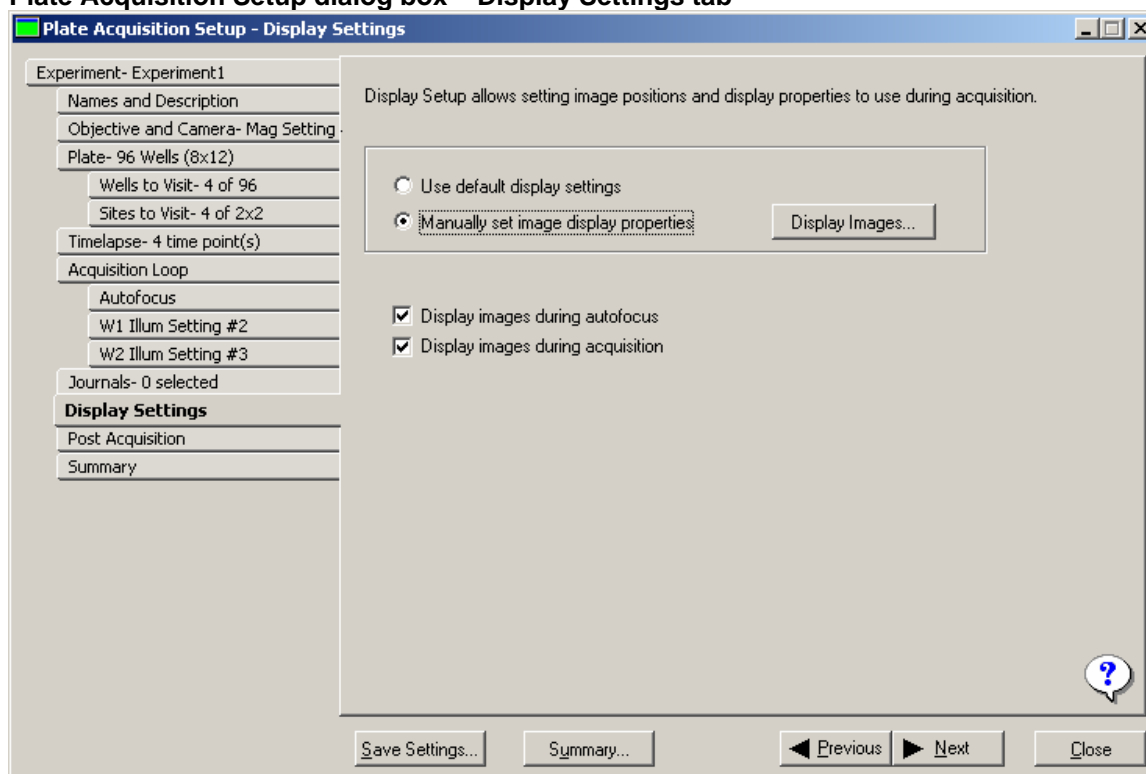 Plate Acquisition Setup dialog box – Display Settings tab
Plate Acquisition Setup - Display Settings
Experiment- Experiment1
Names and Description
Objective and Camera- Mag Setting
Plate- 96 Wells (8x12)
Wells to Visit- 4 of 96
Sites to Visit- 4 of 2x2
Timelapse- 4 time point(s)
Acquisition Loop
Autofocus
W1 Illum Setting #2
W2 Illum Setting #3
Journals- 0 selected
Display Settings
Post Acquisition
Summary
Display Setup allows setting image positions and display properties to use during acquisition.
Use default display settings
Manually set image display properties
Display Images...
Display images during autofocus
Display images during acquisition
?
Save Settings...
Summary...
Previous
Next
Close